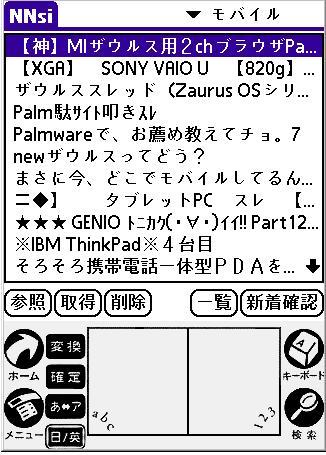 NNsi ▼ モバイル
【神】MIザウルス用２chブラウザPa...
【XGA】 SONY VAIO U 【820g】...
ザウルススレッド（Zaurus OSシリ...
Palm駄ｻｲﾄ叩きｽﾚ
Palmwareで、お薦め教えてチョ。7
newザウルスってどう？
まさに今、どこでモバイルしてるん...
二◆】 タブレットPC スレ 【...
★★★ GENIO ﾄﾆｶｸ(・∀・)ｲｲ!! Part12...
※IBM ThinkPad※４台目
そろそろ携帯電話一体型ＰＤＡを...
参照 取得 削除 一覧 新着確認
変換
確定
ホーム
キーボード
あ⇔ア
abc
123
メニュー
日/英
検索